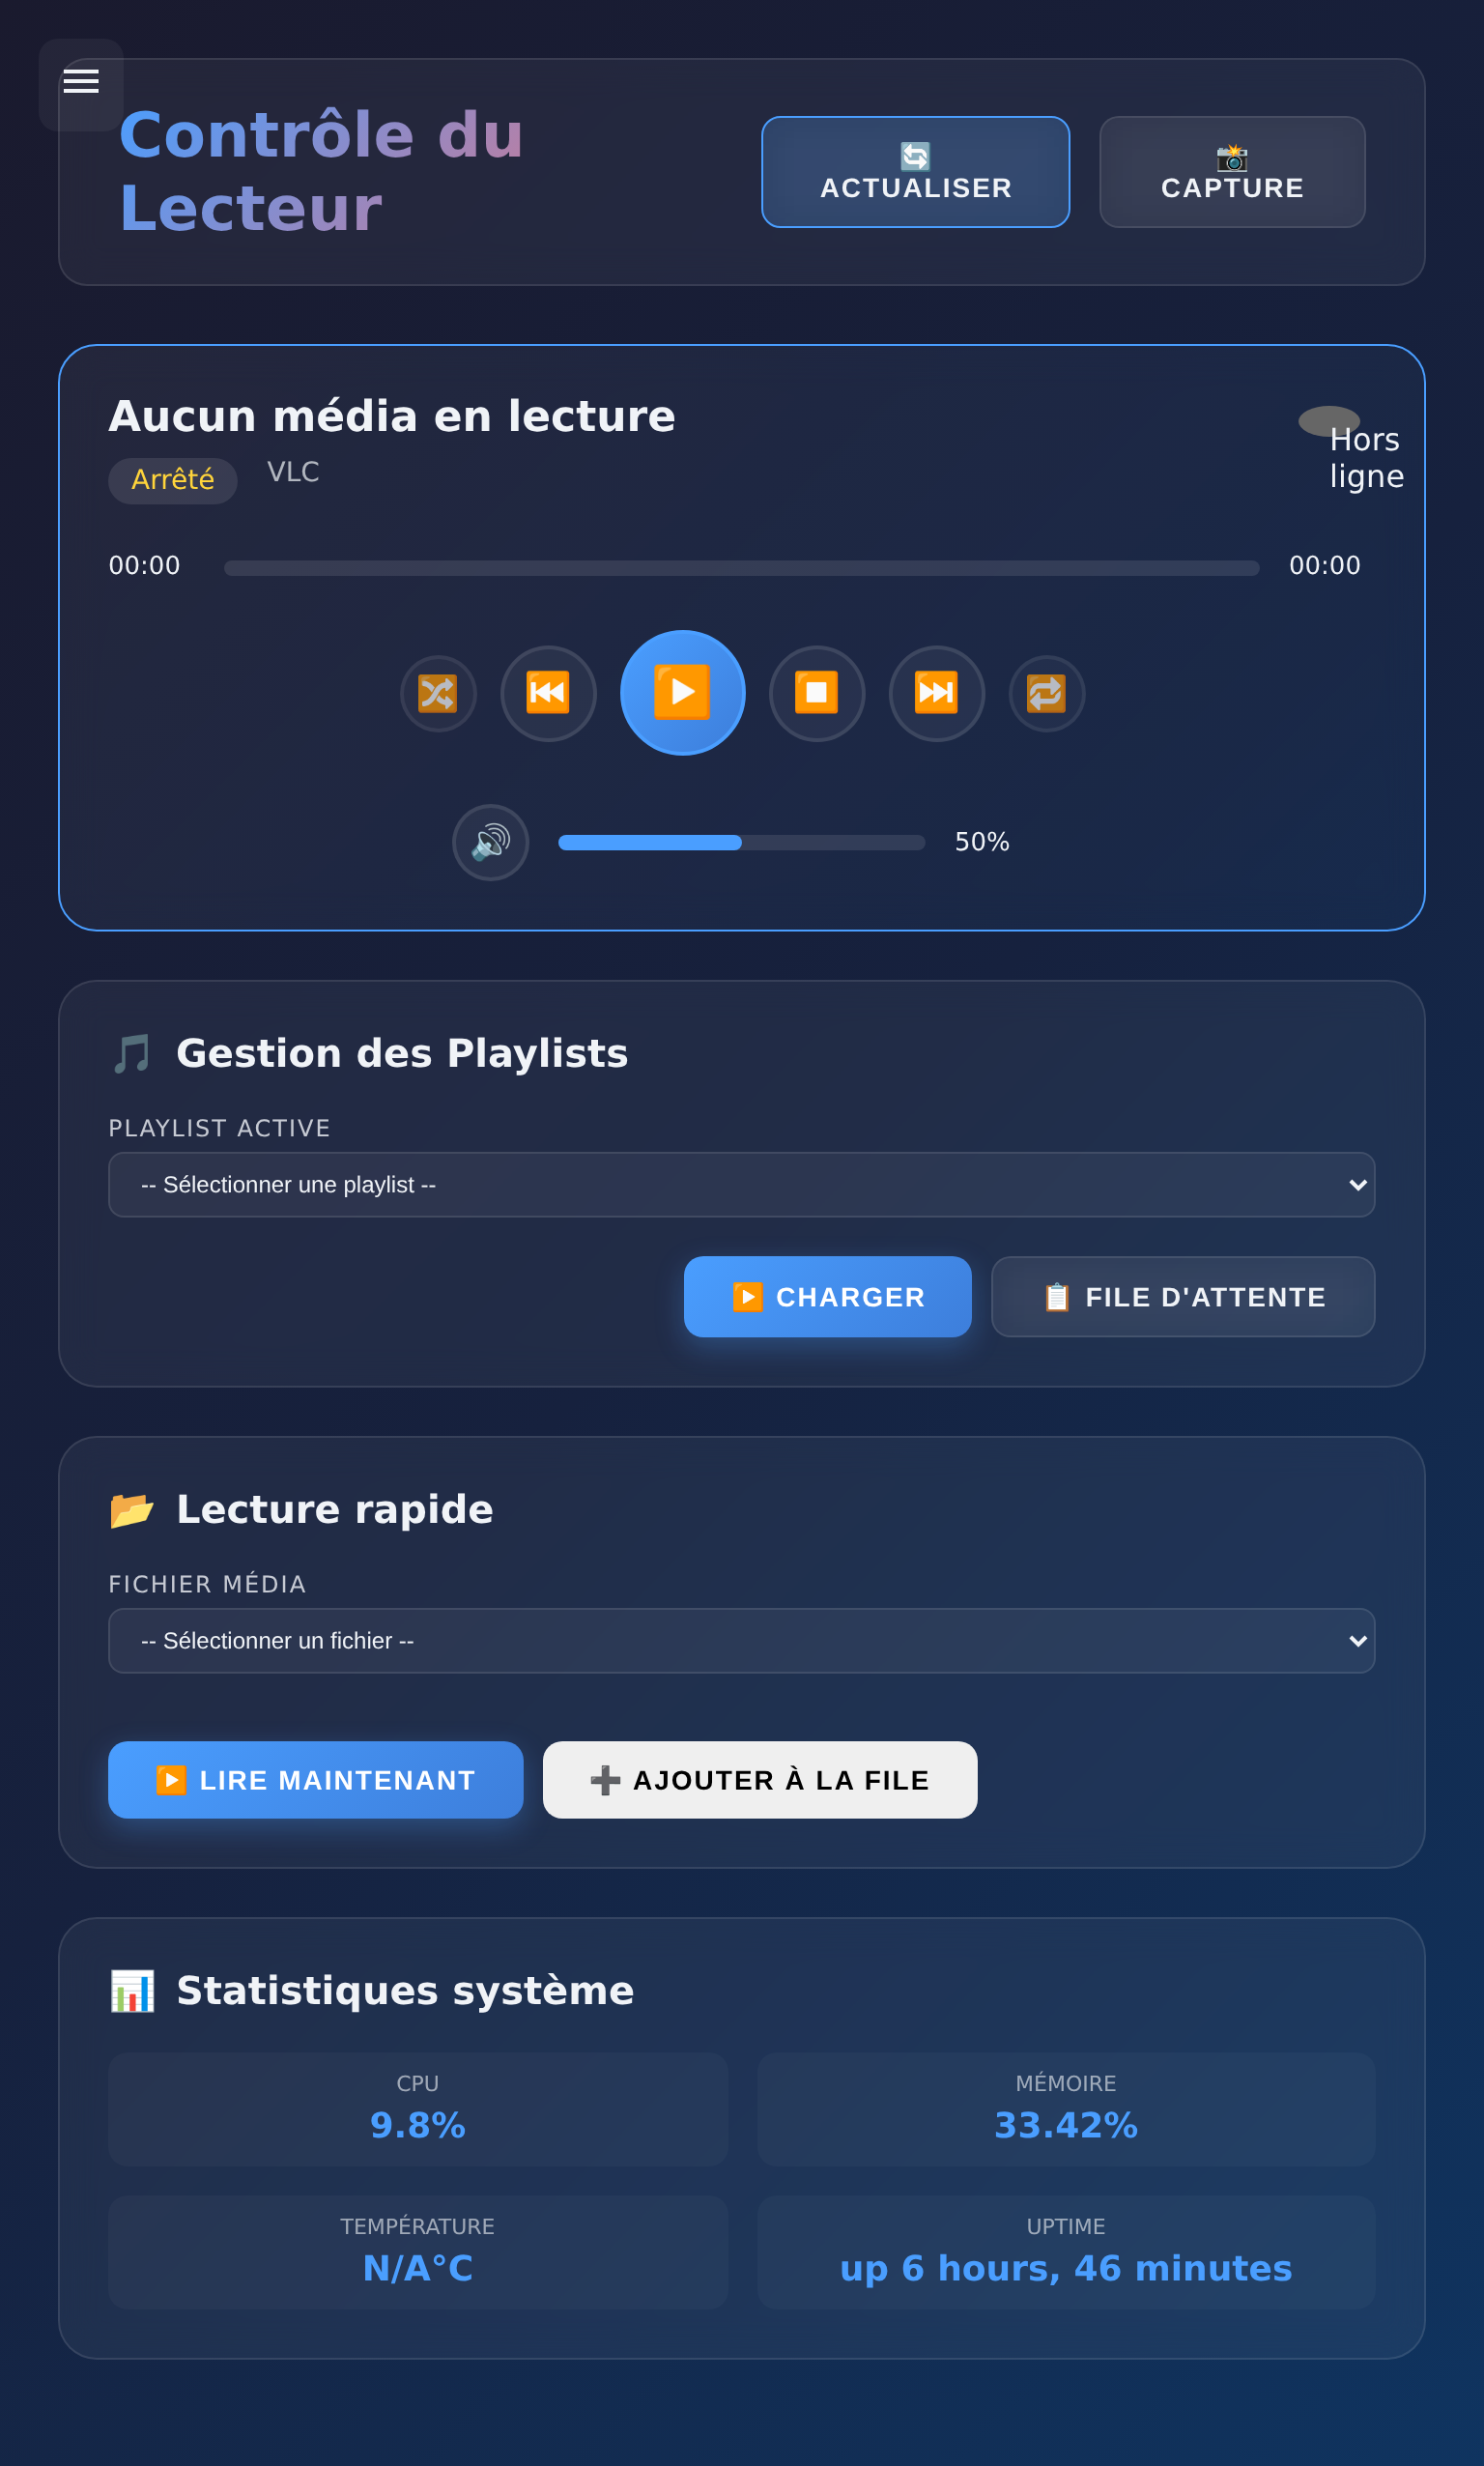 Contrôle du
Lecteur
🔄
ACTUALISER
📸
CAPTURE
Aucun média en lecture
Arrêté
VLC
Hors
ligne
00:00
00:00
50%
Gestion des Playlists
PLAYLIST ACTIVE
-- Sélectionner une playlist --
▶️ CHARGER
📋 FILE D'ATTENTE
Lecture rapide
FICHIER MÉDIA
-- Sélectionner un fichier --
▶️ LIRE MAINTENANT
➕ AJOUTER À LA FILE
Statistiques système
CPU
9.8%
MÉMOIRE
33.42%
TEMPÉRATURE
N/A°C
UPTIME
up 6 hours, 46 minutes